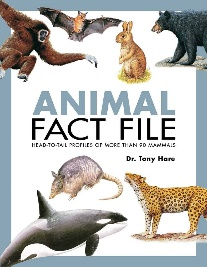 ANIMAL
FACT FILE
HEAD-TO-TAIL PROFILES OF MORE THAN 90 MAMMALS
Dr. Tony Hare